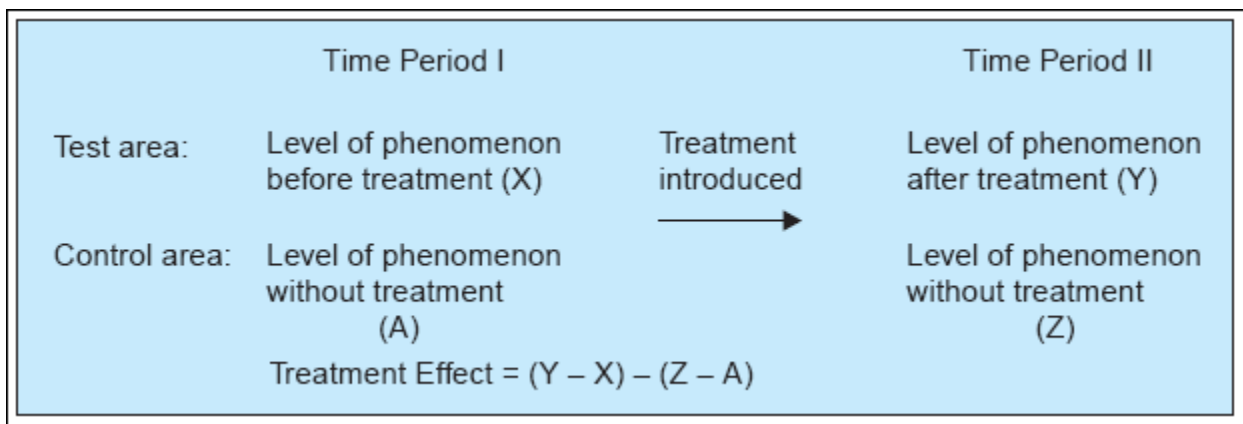 Time Period I Time Period II
Test area: Level of phenomenon Treatment Level of phenomenon
before treatment (X) introduced after treatment (Y)
Control area: Level of phenomenon Level of phenomenon
without treatment without treatment
(A) (Z)
Treatment Effect = (Y – X) – (Z – A)